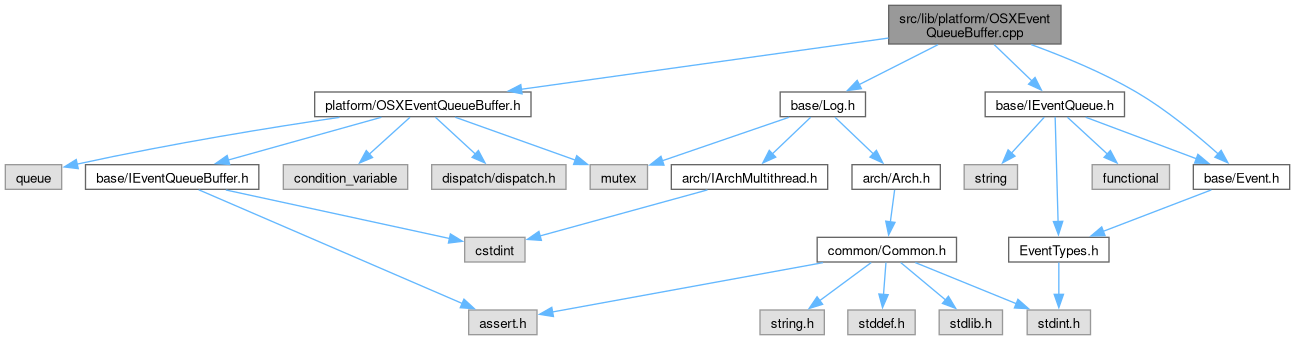 src/lib/platform/OSXEvent
QueueBuffer.cpp
platform/OSXEventQueueBuffer.h
base/Log.h
base/IEventQueue.h
queue
base/IEventQueueBuffer.h
condition_variable
dispatch/dispatch.h
mutex
arch/IArchMultithread.h
arch/Arch.h
string
functional
base/Event.h
cstdint
common/Common.h
EventTypes.h
assert.h
string.h
stddef.h
stdlib.h
stdint.h